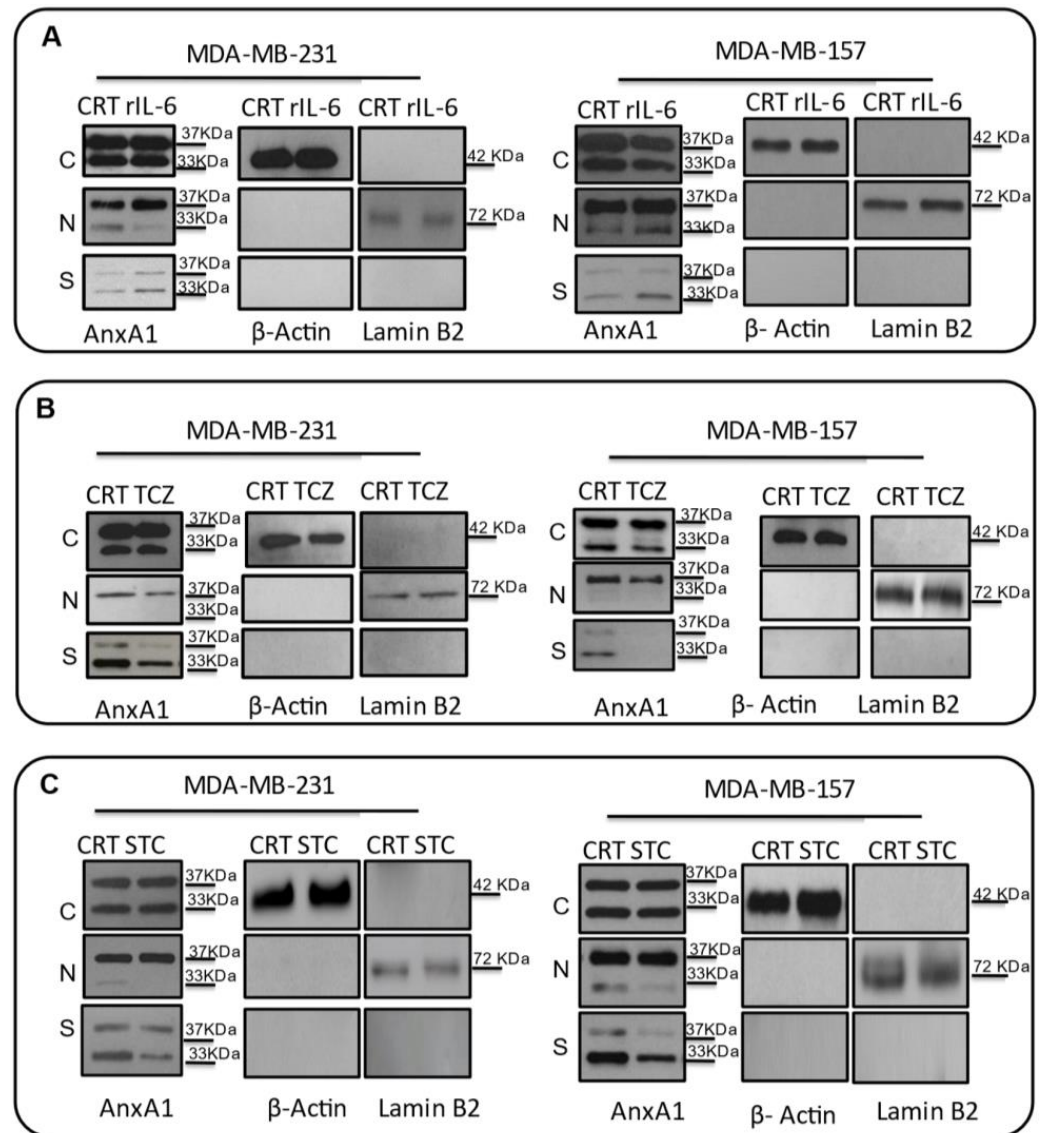 A
MDA-MB-231
MDA-MB-157
CRT rIL-6 CRT rIL-6 CRT rIL-6
CRT rIL-6 CRT rIL-6 CRT rIL-6
C 37KDa 33KDa 42 KDa
C 37KDa 33KDa 42 KDa
N 37KDa 33KDa 72 KDa
N 37KDa 33KDa 72 KDa
S 37KDa 33KDa
S 37KDa 33KDa
AnxA1 β-Actin Lamin B2
AnxA1 β- Actin Lamin B2
B
MDA-MB-231
MDA-MB-157
CRT TCZ CRT TCZ CRT TCZ
CRT TCZ CRT TCZ CRT TCZ
C 37KDa 33KDa 42 KDa
C 37KDa 33KDa 42 KDa
N 37KDa 33KDa 72 KDa
N 37KDa 33KDa 72 KDa
S 37KDa 33KDa
S 37KDa 33KDa
AnxA1 β-Actin Lamin B2
AnxA1 β- Actin Lamin B2
C
MDA-MB-231
MDA-MB-157
CRT STC CRT STC CRT STC
CRT STC CRT STC CRT STC
C 37KDa 33KDa 42 KDa
C 37KDa 33KDa 42 KDa
N 37KDa 33KDa 72 KDa
N 37KDa 33KDa 72 KDa
S 37KDa 33KDa
S 37KDa 33KDa
AnxA1 β-Actin Lamin B2
AnxA1 β- Actin Lamin B2